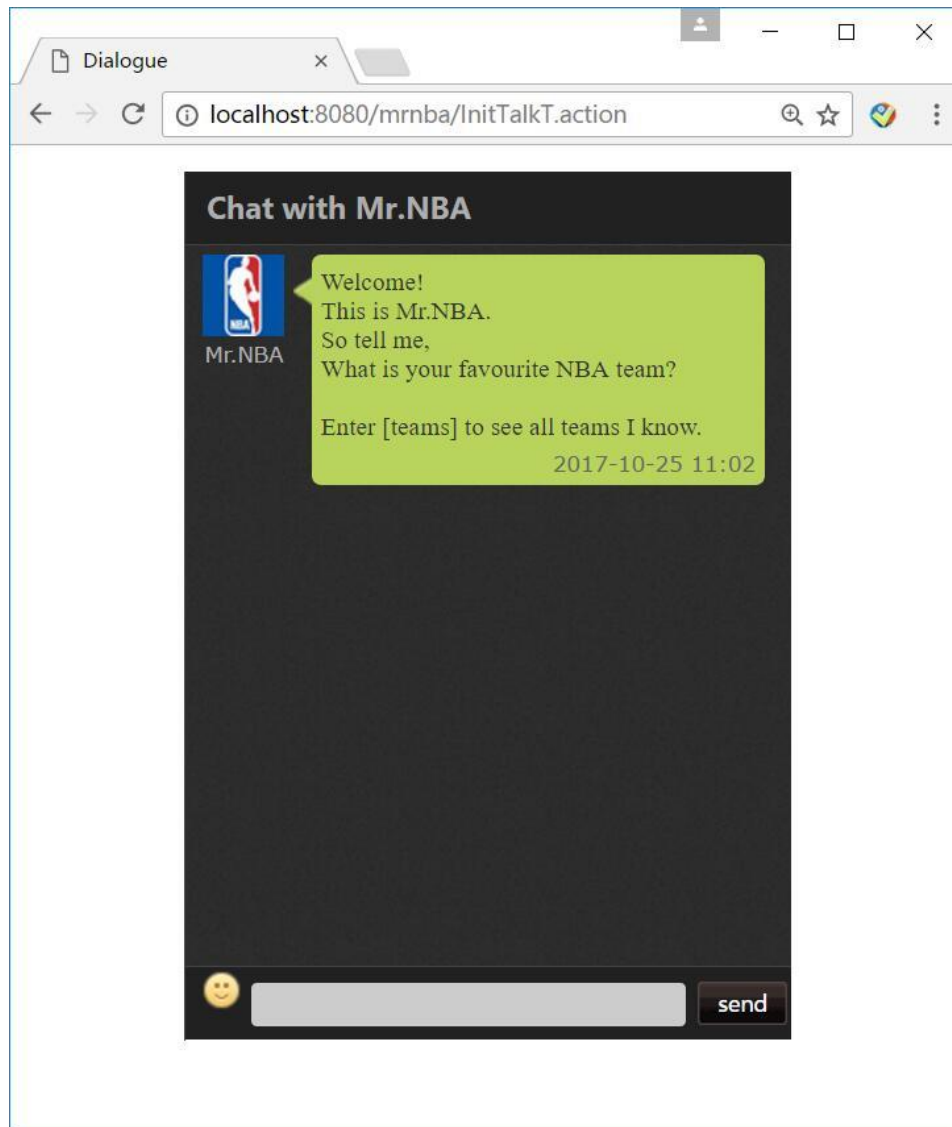 Dialogue
localhost:8080/mrnba/InitTalkT.action
Chat with Mr.NBA
NBA
Mr.NBA
Welcome!
This is Mr.NBA.
So tell me,
What is your favourite NBA team?
Enter [teams] to see all teams I know.
2017-10-25 11:02
send